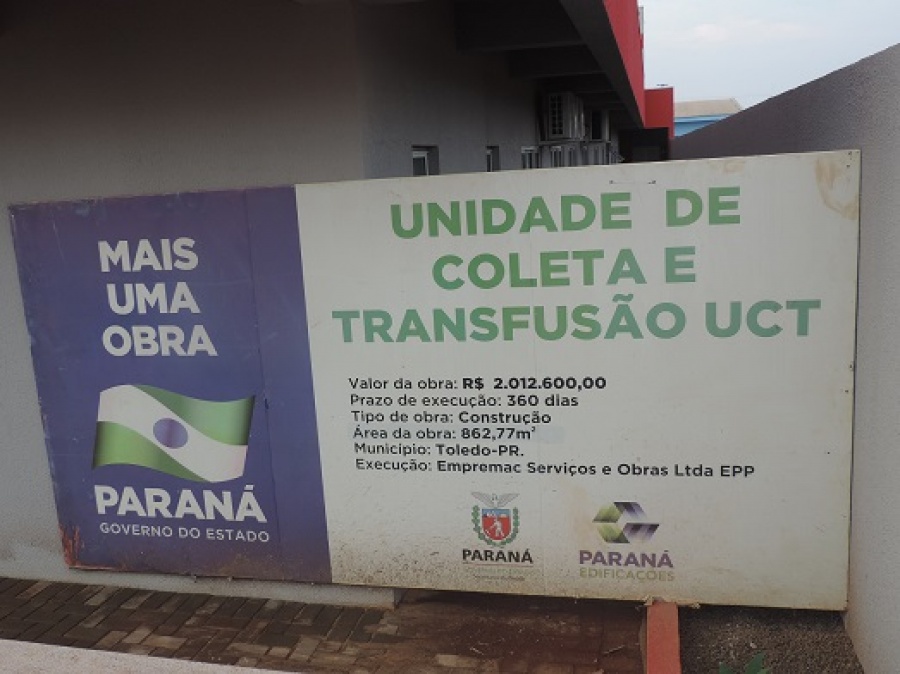 MAIS
UMA
OBRA
PARANÁ
GOVERNO DO ESTADO
UNIDADE DE
COLETA E
TRANSFUSÃO UCT
Valor da obra: R$ 2.012.600,00
Prazo de execução: 360 dias
Tipo de obra: Construção
Área da obra: 862,77m²
Município: Toledo-PR.
Execução: Empremac Serviços e Obras Ltda EPP
PARANÁ
PARANÁ
EDIFICAÇÕES